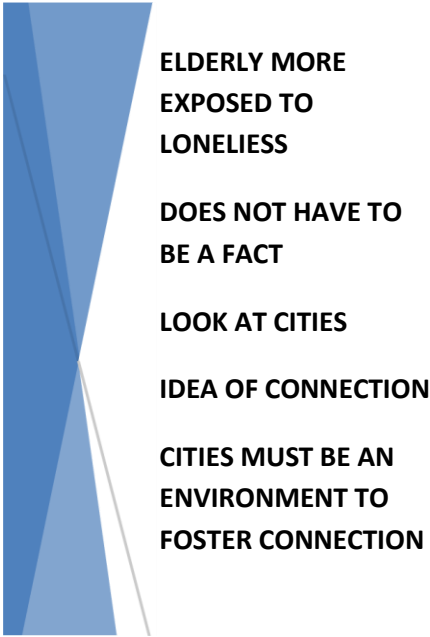 ELDERLY MORE
EXPOSED TO
LONELIESS
DOES NOT HAVE TO
BE A FACT
LOOK AT CITIES
IDEA OF CONNECTION
CITIES MUST BE AN
ENVIRONMENT TO
FOSTER CONNECTION